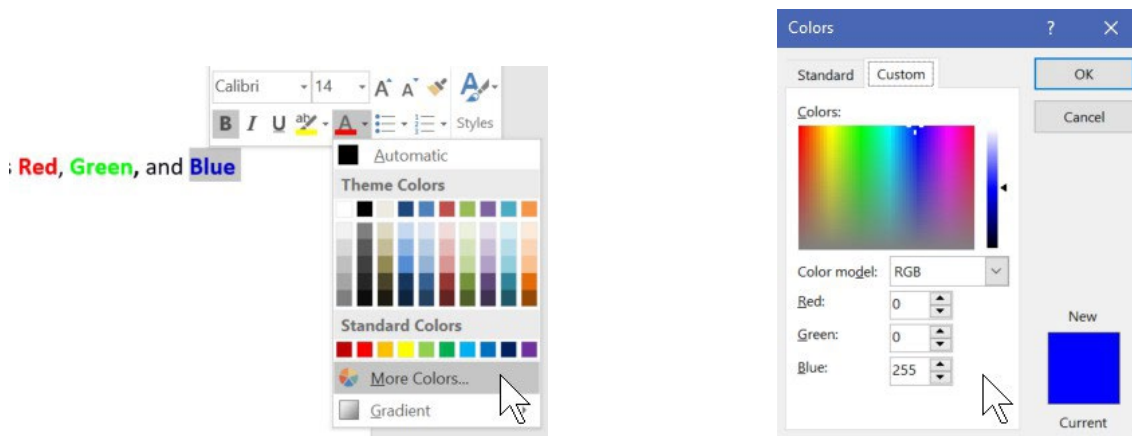 Calibri 14 A A
B I U ab A Styles
s Red, Green, and Blue
Automatic
Theme Colors
Standard Colors
More Colors...
Gradient
Colors ? X
Standard Custom
Colors:
Color model: RGB
Red: 0
Green: 0
Blue: 255
OK
Cancel
New
Current